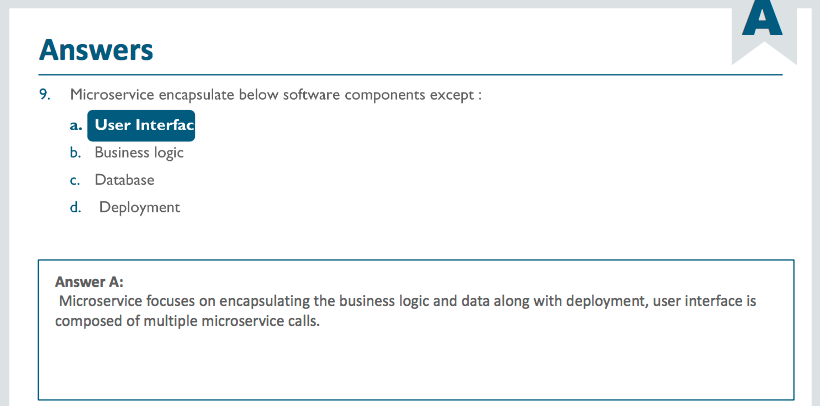 A
Answers
9. Microservice encapsulate below software components except :
a. User Interfac
b. Business logic
c. Database
d. Deployment
Answer A:
Microservice focuses on encapsulating the business logic and data along with deployment, user interface is
composed of multiple microservice calls.